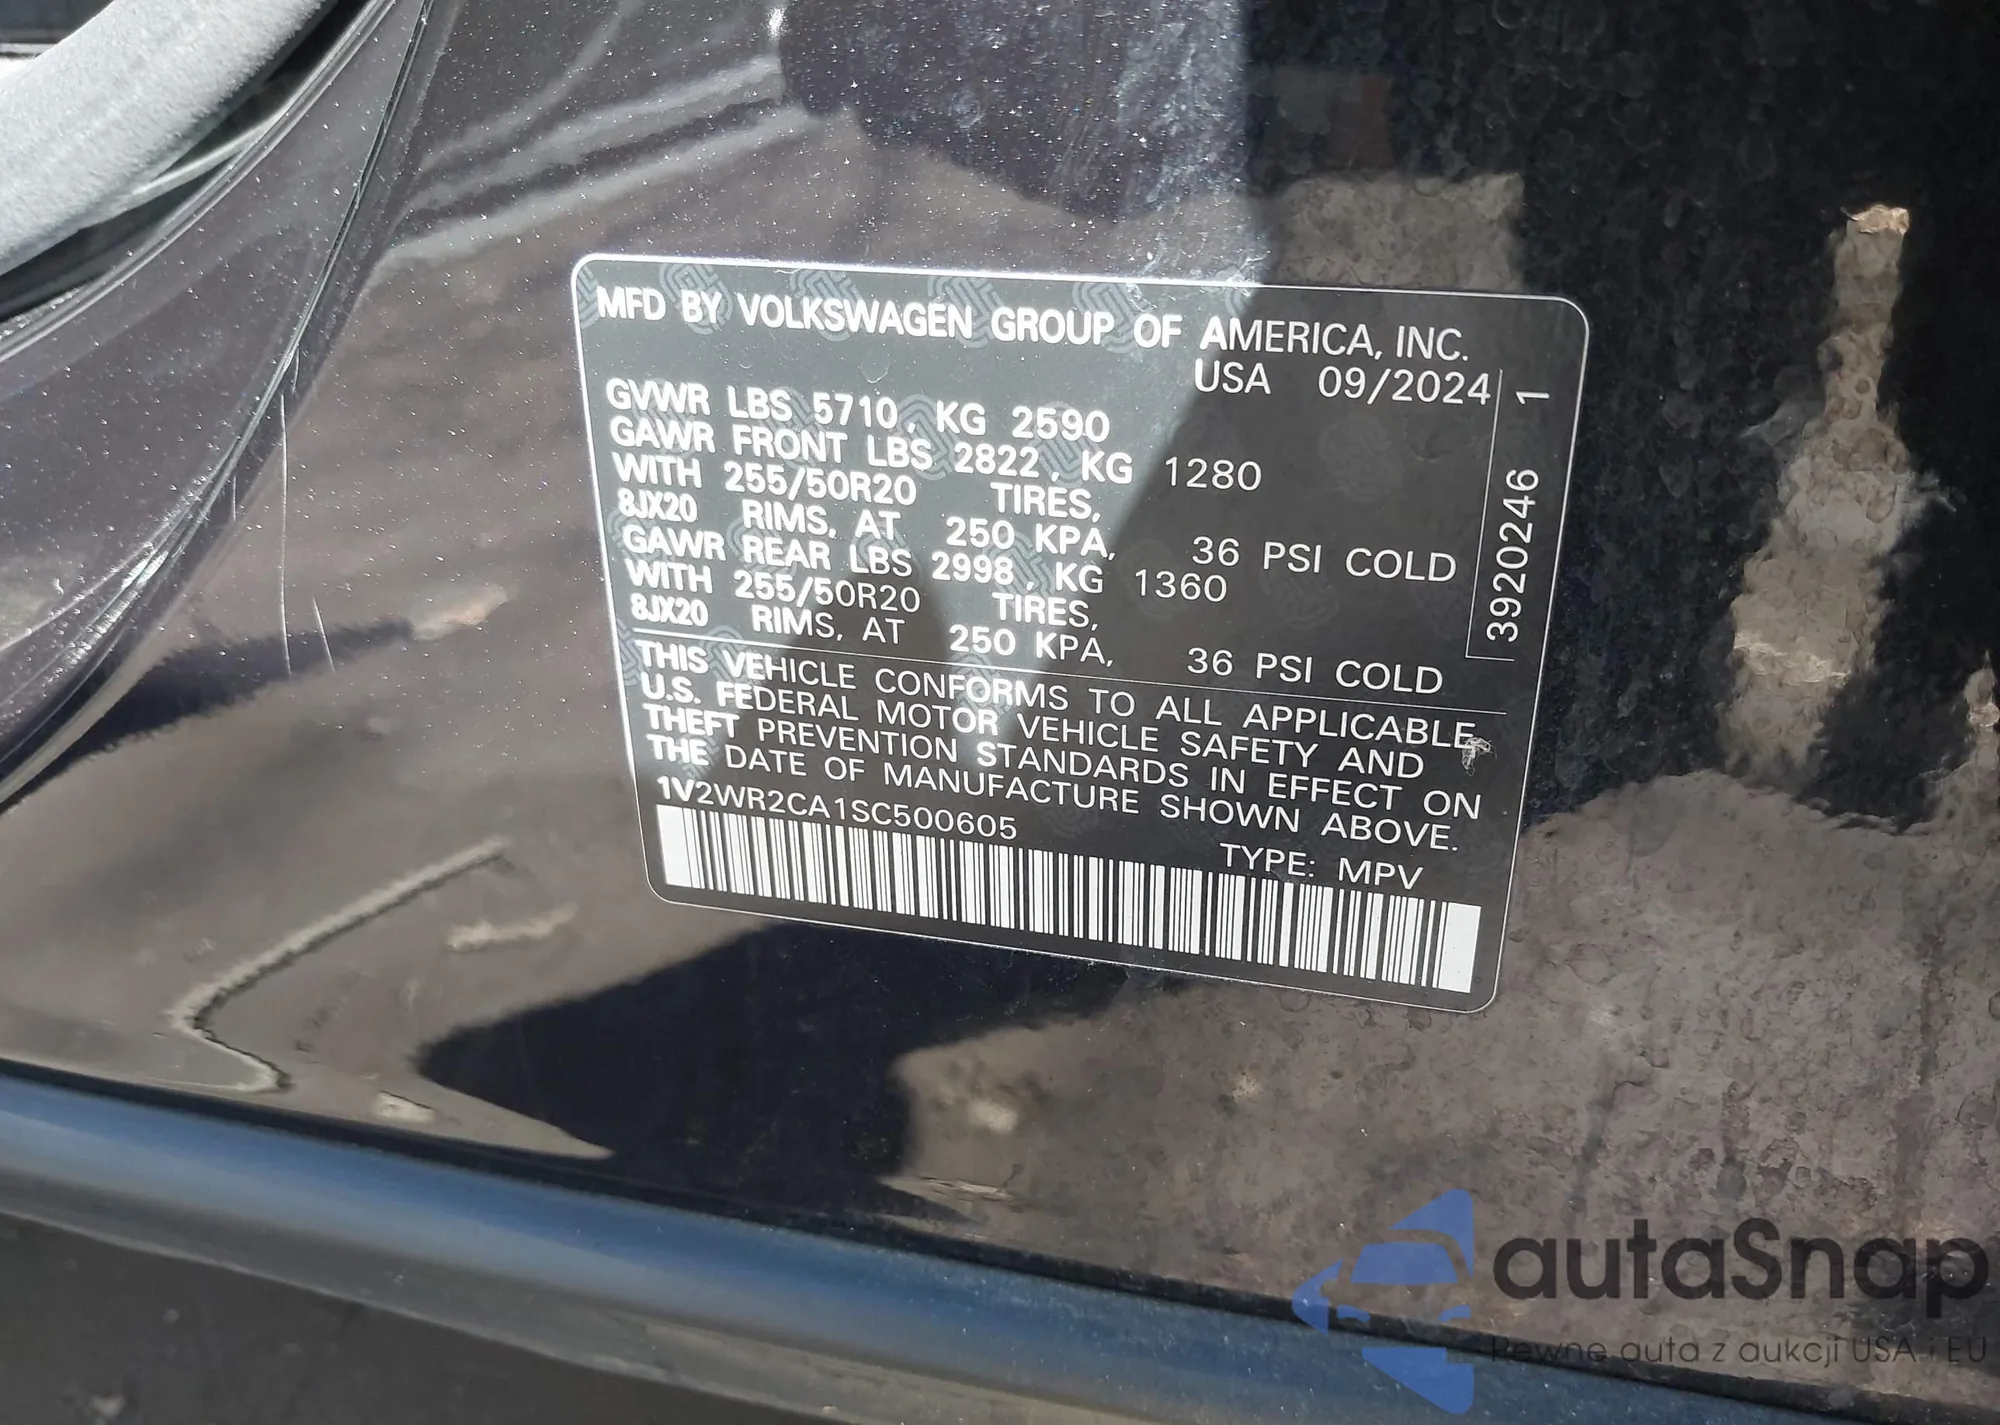 MFD BY VOLKSWAGEN GROUP OF AMERICA, INC.
USA 09/2024
GVWR LBS 5710, KG 2590
GAWR FRONT LBS 2822, KG 1280
WITH 255/50R20 TIRES,
8JX20 RIMS, AT 250 KPA, 36 PSI COLD
GAWR REAR LBS 2998, KG 1360
WITH 255/50R20 TIRES,
8JX20 RIMS, AT 250 KPA, 36 PSI COLD
THIS VEHICLE CONFORMS TO ALL APPLICABLE
U.S. FEDERAL MOTOR VEHICLE SAFETY AND
THEFT PREVENTION STANDARDS IN EFFECT ON
THE DATE OF MANUFACTURE SHOWN ABOVE.
1V2WR2CA1SC500605
TYPE: MPV
3920246 1
autaSnap
Pewne auta z aukcji USA i EU